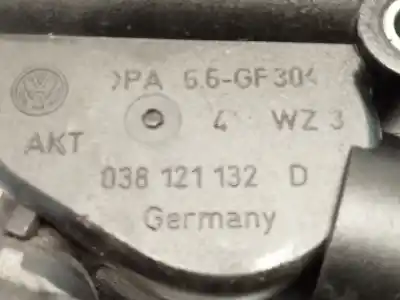 >PA 6.6-GF30<
4 WZ 3
AKT
038 121 132 D
Germany